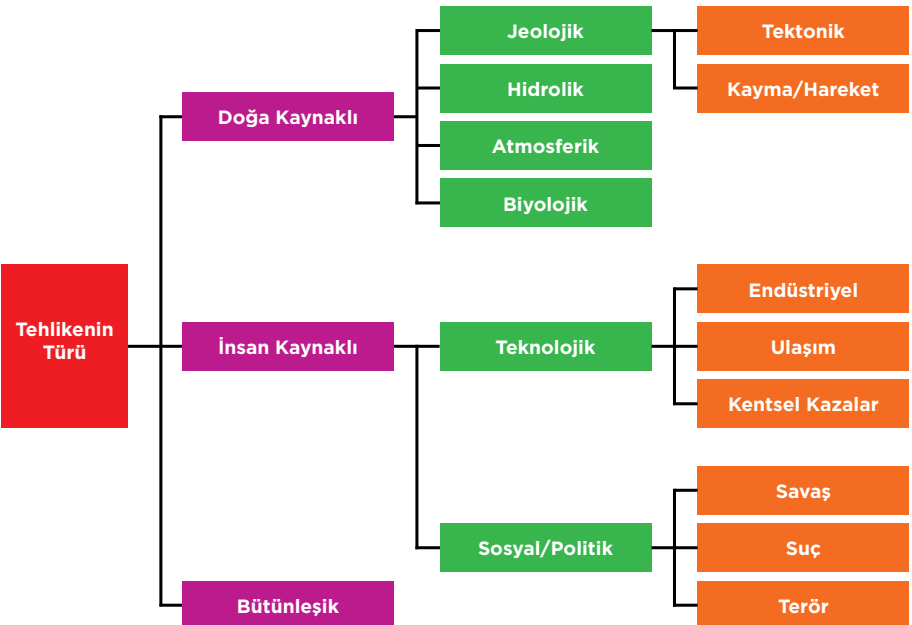 Tehlikenin
Türü
Doğa Kaynaklı
Jeolojik
Tektonik
Kayma/Hareket
Hidrolik
Atmosferik
Biyolojik
İnsan Kaynaklı
Teknolojik
Endüstriyel
Ulaşım
Kentsel Kazalar
Sosyal/Politik
Savaş
Suç
Terör
Bütünleşik